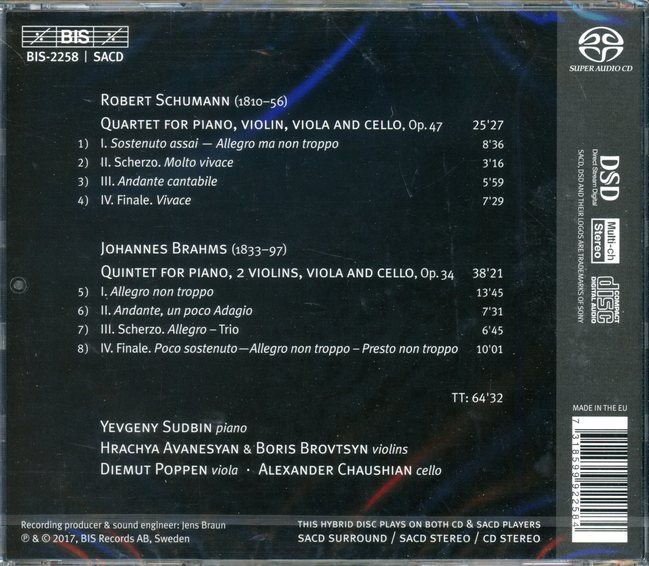 BIS
BIS-2258 | SACD
SUPER AUDIO CD
ROBERT SCHUMANN (1810–56)
QUARTET FOR PIANO, VIOLIN, VIOLA AND CELLO, Op. 47 25'27
1) I. Sostenuto assai — Allegro ma non troppo 8'36
2) II. Scherzo. Molto vivace 3'16
3) III. Andante cantabile 5'59
4) IV. Finale. Vivace 7'29
JOHANNES BRAHMS (1833–97)
QUINTET FOR PIANO, 2 VIOLINS, VIOLA AND CELLO, Op. 34 38'21
5) I. Allegro non troppo 13'45
6) II. Andante, un poco Adagio 7'31
7) III. Scherzo. Allegro – Trio 6'45
8) IV. Finale. Poco sostenuto—Allegro non troppo – Presto non troppo 10'01
TT: 64'32
YEVGENY SUDBIN piano
HRACHYA AVANESYAN & BORIS BROVTSYN violins
DIEMUT POPPEN viola · ALEXANDER CHAUSHIAN cello
Recording producer & sound engineer: Jens Braun
℗ & © 2017, BIS Records AB, Sweden
THIS HYBRID DISC PLAYS ON BOTH CD & SACD PLAYERS
SACD SURROUND / SACD STEREO / CD STEREO
DSD
Direct Stream Digital
Multi-ch
Stereo
COMPACT
disc
DIGITAL AUDIO
SACD, DSD AND THEIR LOGOS ARE TRADEMARKS OF SONY
MADE IN THE EU
7 318599 922584